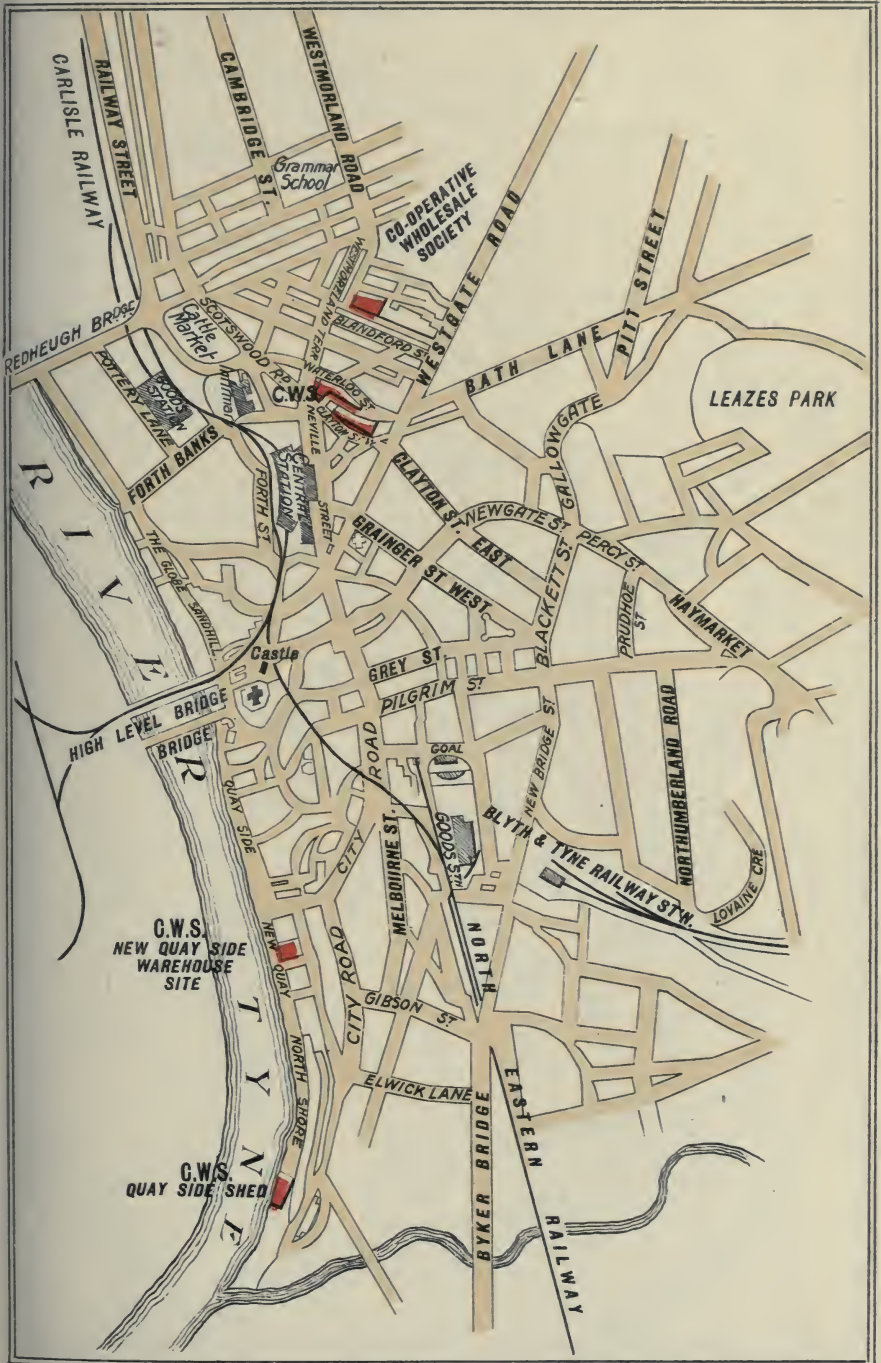 CARLISLE RAILWAY
RAILWAY STREET
CAMBRIDGE ST.
WESTMORLAND ROAD
Grammar
School
CO-OPERATIVE
WHOLESALE
SOCIETY
WESTGATE ROAD
PITT STREET
WESTMORELAND TERR
BLANDFORD ST
SCOTSWOOD RD
Cattle
Market
REDHEUGH BRDGE
BATH LANE
LEAZES PARK
POTTERY LANE
GOODS
STATION
WATERLOO ST
C.W.S.
CLAYTON ST. W.
NEVILLE
STREET
GALLOWGATE
FORTH BANKS
FORTH ST
CENTRAL
STATION
CLAYTON ST. EAST
NEWGATE ST
GRAINGER ST WEST
BLACKETT ST
PERCY ST
PRUDHOE
ST
HAYMARKET
THE GLOBE
SANDHILL
Castle
GREY ST
PILGRIM ST
HIGH LEVEL BRIDGE
BRIDGE
RIVER
TYNE
QUAY SIDE
CITY
ROAD
GOAL
GOODS STN
MELBOURNE ST.
NEW BRIDGE ST
BLYTH & TYNE RAILWAY STN.
NORTHUMBERLAND ROAD
LOVAINE CRE
C.W.S.
NEW QUAY SIDE
WAREHOUSE
SITE
NEW QUAY
CITY ROAD
GIBSON ST
NORTH
EASTERN
RAILWAY
NORTH SHORE
ELWICK LANE
BYKER BRIDGE
C.W.S.
QUAY SIDE SHED